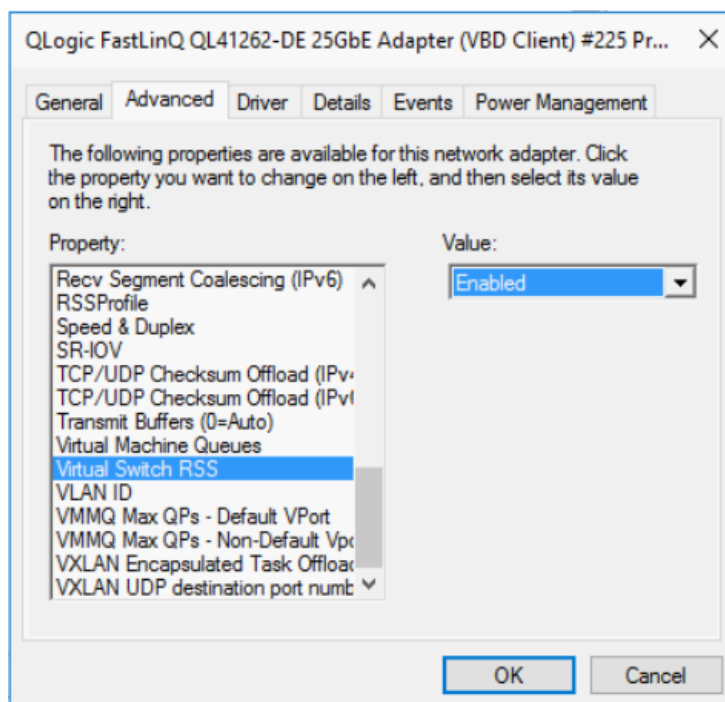 QLogic FastLinQ QL41262-DE 25GbE Adapter (VBD Client) #225 Pr...
General Advanced Driver Details Events Power Management
The following properties are available for this network adapter. Click
the property you want to change on the left, and then select its value
on the right.
Property:
Value:
Recv Segment Coalescing (IPv6)
RSSProfile
Speed & Duplex
SR-IOV
TCP/UDP Checksum Offload (IPv4
TCP/UDP Checksum Offload (IPv6
Transmit Buffers (0=Auto)
Virtual Machine Queues
Virtual Switch RSS
VLAN ID
VMMQ Max QPs - Default VPort
VMMQ Max QPs - Non-Default Vpo
VXLAN Encapsulated Task Offload
VXLAN UDP destination port numb
Enabled
OK Cancel